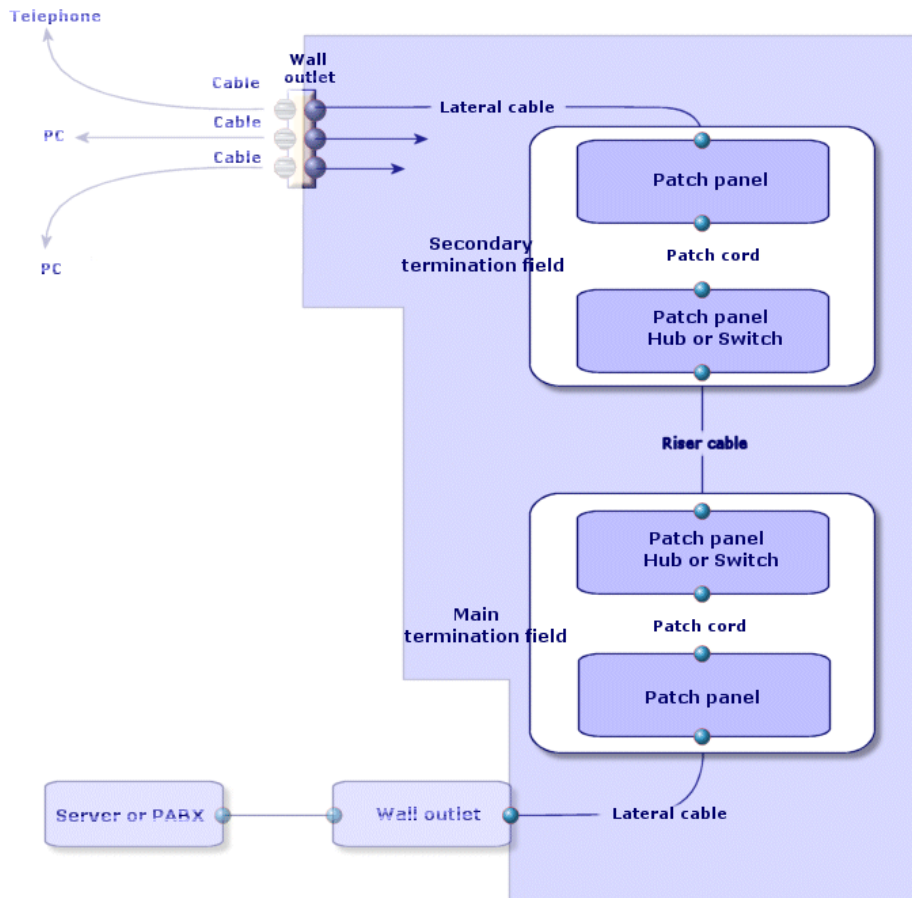 Telephone
Wall
outlet
Cable
Lateral cable
Cable
PC
Cable
Patch panel
Secondary
termination field
Patch cord
PC
Patch panel
Hub or Switch
Riser cable
Patch panel
Hub or Switch
Main
termination field
Patch cord
Patch panel
Server or PABX
Wall outlet
Lateral cable